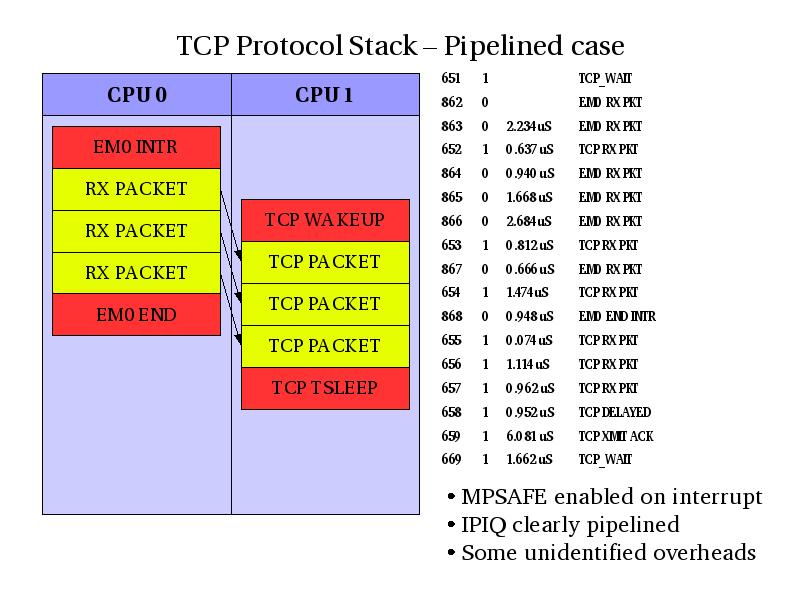 TCP Protocol Stack – Pipelined case
CPU 0
CPU 1
EM0 INTR
RX PACKET
RX PACKET
RX PACKET
EM0 END
TCP WAKEUP
TCP PACKET
TCP PACKET
TCP PACKET
TCP TSLEEP
651 1 TCP_WAIT
862 0 EM0 RX PKT
863 0 2.234 uS EM0 RX PKT
652 1 0.637 uS TCP RX PKT
864 0 0.940 uS EM0 RX PKT
865 0 1.668 uS EM0 RX PKT
866 0 2.684 uS EM0 RX PKT
653 1 0.812 uS TCP RX PKT
867 0 0.666 uS EM0 RX PKT
654 1 1.474 uS TCP RX PKT
868 0 0.948 uS EM0 END INTR
655 1 0.074 uS TCP RX PKT
656 1 1.114 uS TCP RX PKT
657 1 0.962 uS TCP RX PKT
658 1 0.952 uS TCP DELAYED
659 1 6.081 uS TCP XMIT ACK
669 1 1.662 uS TCP_WAIT
• MPSAFE enabled on interrupt
• IPIQ clearly pipelined
• Some unidentified overheads